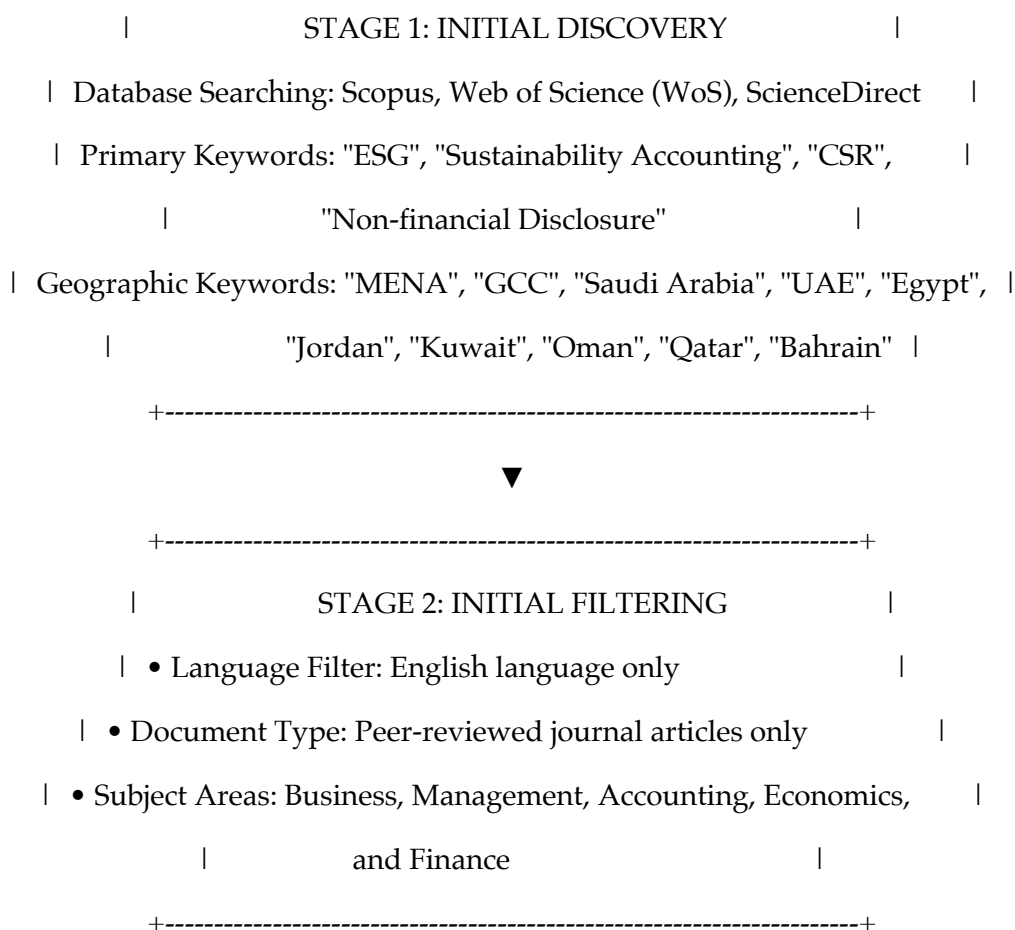 | STAGE 1: INITIAL DISCOVERY |
| Database Searching: Scopus, Web of Science (WoS), ScienceDirect |
| Primary Keywords: "ESG", "Sustainability Accounting", "CSR", |
| "Non-financial Disclosure" |
| Geographic Keywords: "MENA", "GCC", "Saudi Arabia", "UAE", "Egypt", |
| "Jordan", "Kuwait", "Oman", "Qatar", "Bahrain" |
+-----------------------------------------------------------------------+
▼
+-----------------------------------------------------------------------+
| STAGE 2: INITIAL FILTERING |
| • Language Filter: English language only |
| • Document Type: Peer-reviewed journal articles only |
| • Subject Areas: Business, Management, Accounting, Economics, |
| and Finance |
+-----------------------------------------------------------------------+